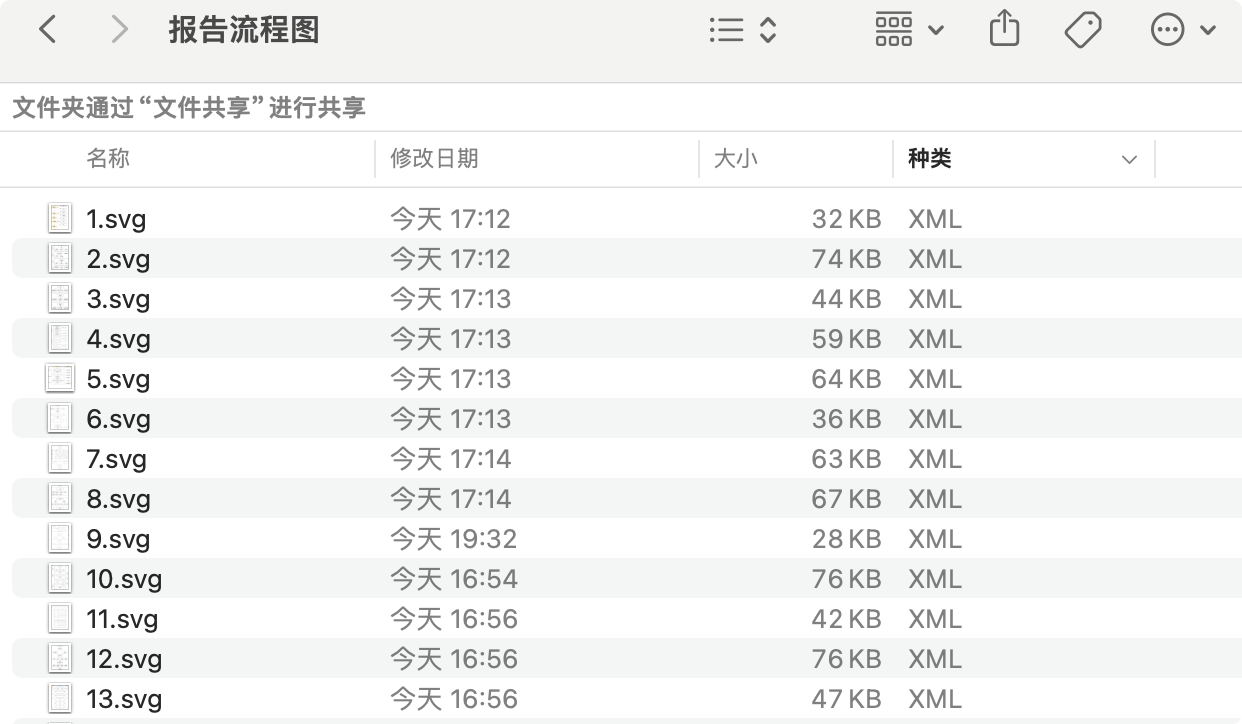 报告流程图
文件夹通过“文件共享”进行共享
名称 修改日期 大小 种类
1.svg 今天 17:12 32 KB XML
2.svg 今天 17:12 74 KB XML
3.svg 今天 17:13 44 KB XML
4.svg 今天 17:13 59 KB XML
5.svg 今天 17:13 64 KB XML
6.svg 今天 17:13 36 KB XML
7.svg 今天 17:14 63 KB XML
8.svg 今天 17:14 67 KB XML
9.svg 今天 19:32 28 KB XML
10.svg 今天 16:54 76 KB XML
11.svg 今天 16:56 42 KB XML
12.svg 今天 16:56 76 KB XML
13.svg 今天 16:56 47 KB XML